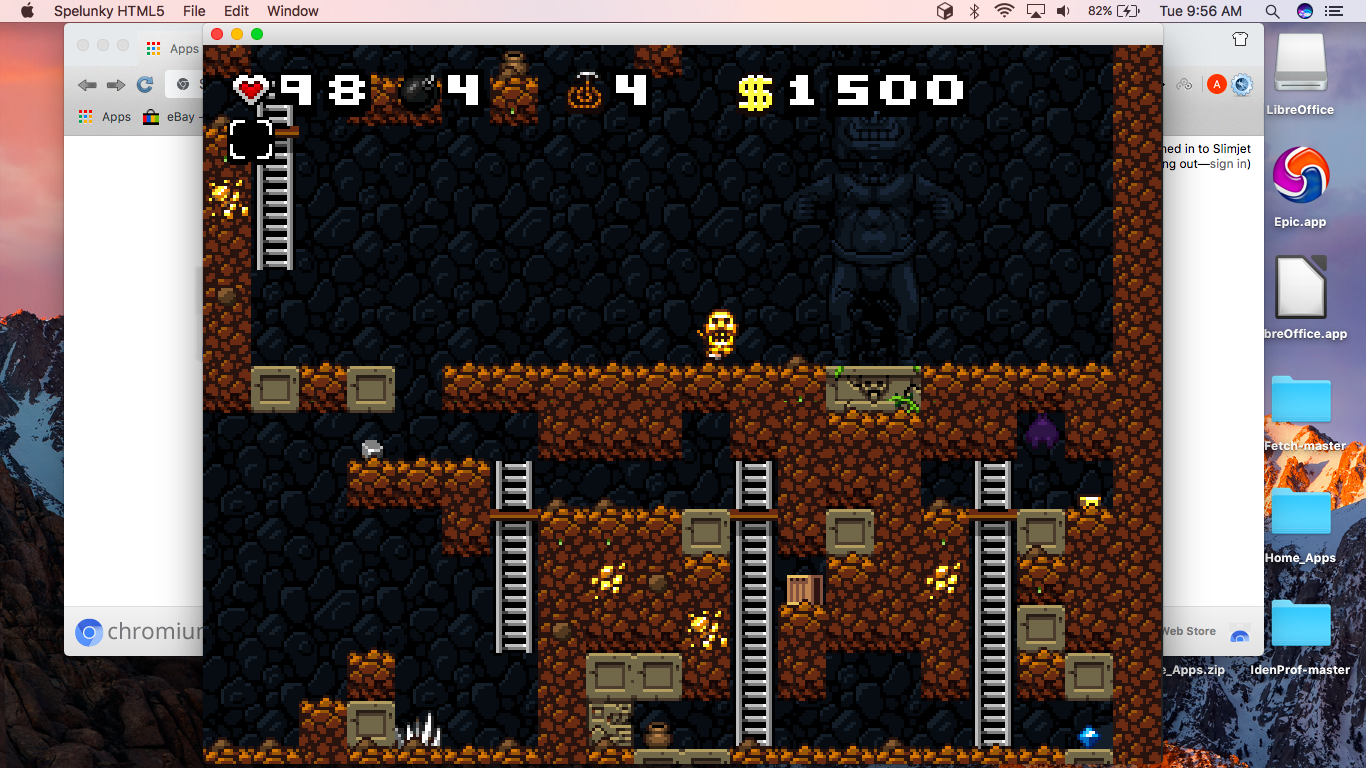 Spelunky HTML5 File Edit Window 82% Tue 9:56 AM
Apps
A
Apps eBay -
98 4 4 $1500
LibreOffice
ned in to Slimjet
ng out—sign in)
Epic.app
breOffice.app
Fetch-master
Home_Apps
chromiur
Web Store
e_Apps.zip IdenProf-master